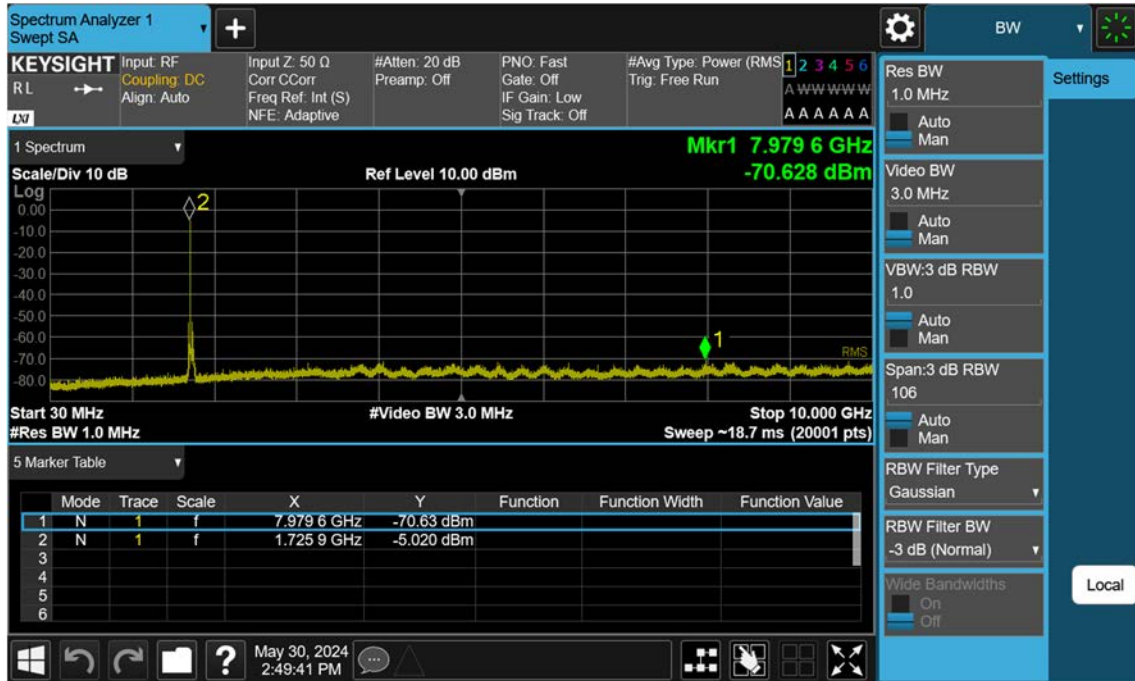 Spectrum Analyzer 1
Swept SA
BW
KEYSIGHT
R L
LXI
Input: RF
Coupling: DC
Align: Auto
Input Z: 50 Ω
Corr CCorr
Freq Ref: Int (S)
NFE: Adaptive
#Atten: 20 dB
Preamp: Off
PNO: Fast
Gate: Off
IF Gain: Low
Sig Track: Off
#Avg Type: Power (RMS
Trig: Free Run
1 2 3 4 5 6
A W W W W W
A A A A A A
1 Spectrum
Mkr1 7.979 6 GHz
Scale/Div 10 dB
Ref Level 10.00 dBm
-70.628 dBm
Log
0.00
-10.0
-20.0
-30.0
-40.0
-50.0
-60.0
-70.0
-80.0
2
1
RMS
Start 30 MHz
#Video BW 3.0 MHz
Stop 10.000 GHz
#Res BW 1.0 MHz
Sweep ~18.7 ms (20001 pts)
5 Marker Table
Mode Trace Scale X Y Function Function Width Function Value
1 N 1 f 7.979 6 GHz -70.63 dBm
2 N 1 f 1.725 9 GHz -5.020 dBm
3
4
5
6
?
May 30, 2024
2:49:41 PM
Res BW
1.0 MHz
Auto
Man
Video BW
3.0 MHz
Auto
Man
VBW:3 dB RBW
1.0
Auto
Man
Span:3 dB RBW
106
Auto
Man
RBW Filter Type
Gaussian
RBW Filter BW
-3 dB (Normal)
Wide Bandwidths
On
Off
Settings
Local